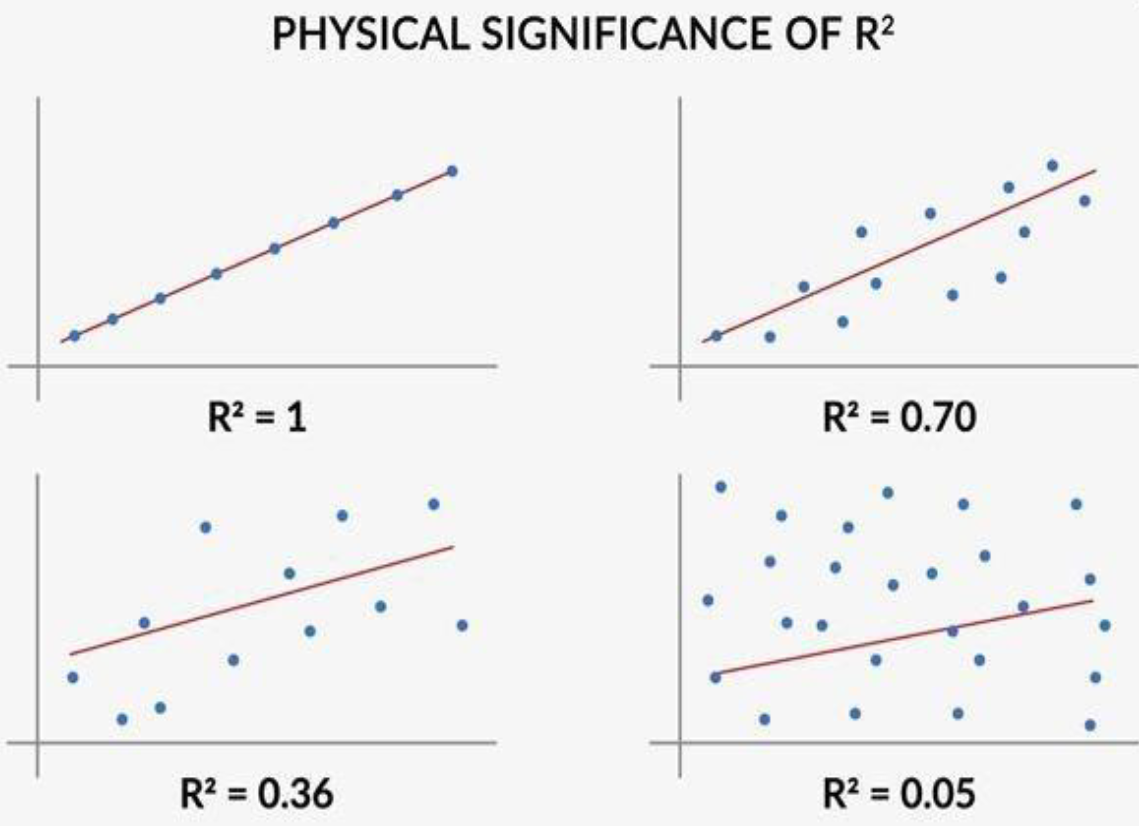 PHYSICAL SIGNIFICANCE OF R²
R² = 1
R² = 0.70
R² = 0.36
R² = 0.05